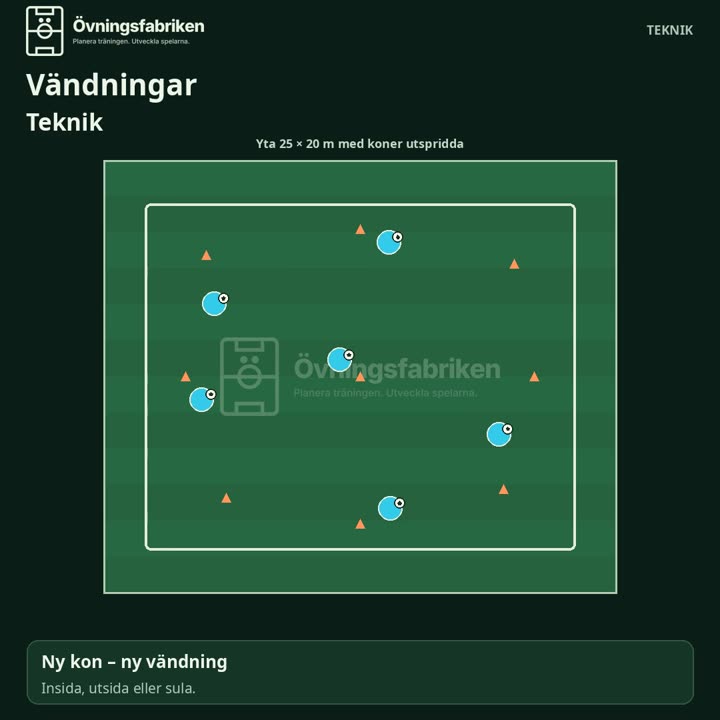 Övningsfabriken
Planera träningen. Utveckla spelarna.
TEKNIK
Vändningar
Teknik
Yta 25 × 20 m med koner utspridda
Övningsfabriken
Planera träningen. Utveckla spelarna.
Ny kon – ny vändning
Insida, utsida eller sula.